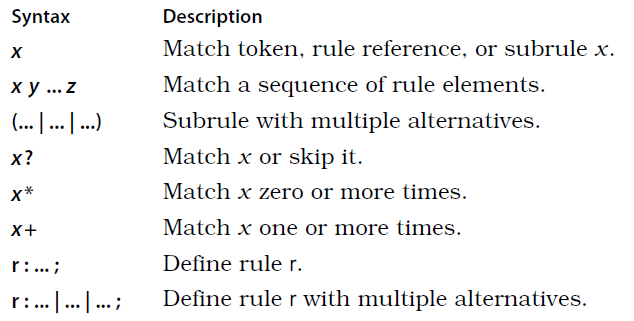 Syntax Description
x Match token, rule reference, or subrule x.
x y ... z Match a sequence of rule elements.
(... | ... | ...) Subrule with multiple alternatives.
x? Match x or skip it.
x* Match x zero or more times.
x+ Match x one or more times.
r : ... ; Define rule r.
r : ... | ... | ... ; Define rule r with multiple alternatives.